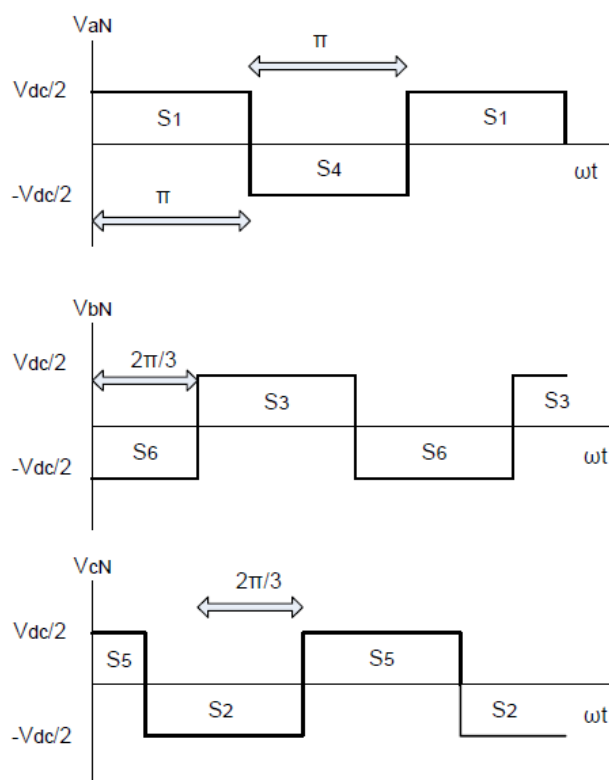 VaN
π
Vdc/2
S1
S1
S4
ωt
-Vdc/2
π
VbN
Vdc/2
2π/3
S3
S3
S6
S6
-Vdc/2
ωt
VcN
2π/3
Vdc/2
S5
S5
S2
S2
ωt
-Vdc/2